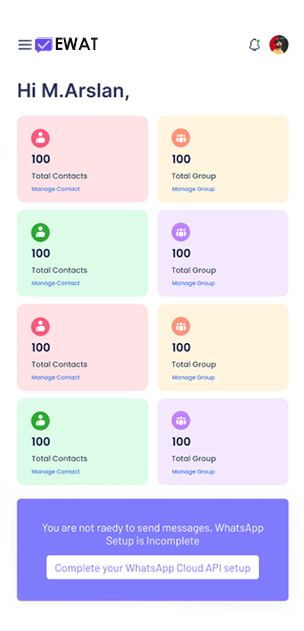 EWAT
Hi M.Arslan,
100
Total Contacts
Manage Contact
100
Total Group
Manage Group
100
Total Contacts
Manage Contact
100
Total Group
Manage Group
100
Total Contacts
Manage Contact
100
Total Group
Manage Group
100
Total Contacts
Manage Contact
100
Total Group
Manage Group
You are not raedy to send messages, WhatsApp
Setup is Incomplete
Complete your WhatsApp Cloud API setup